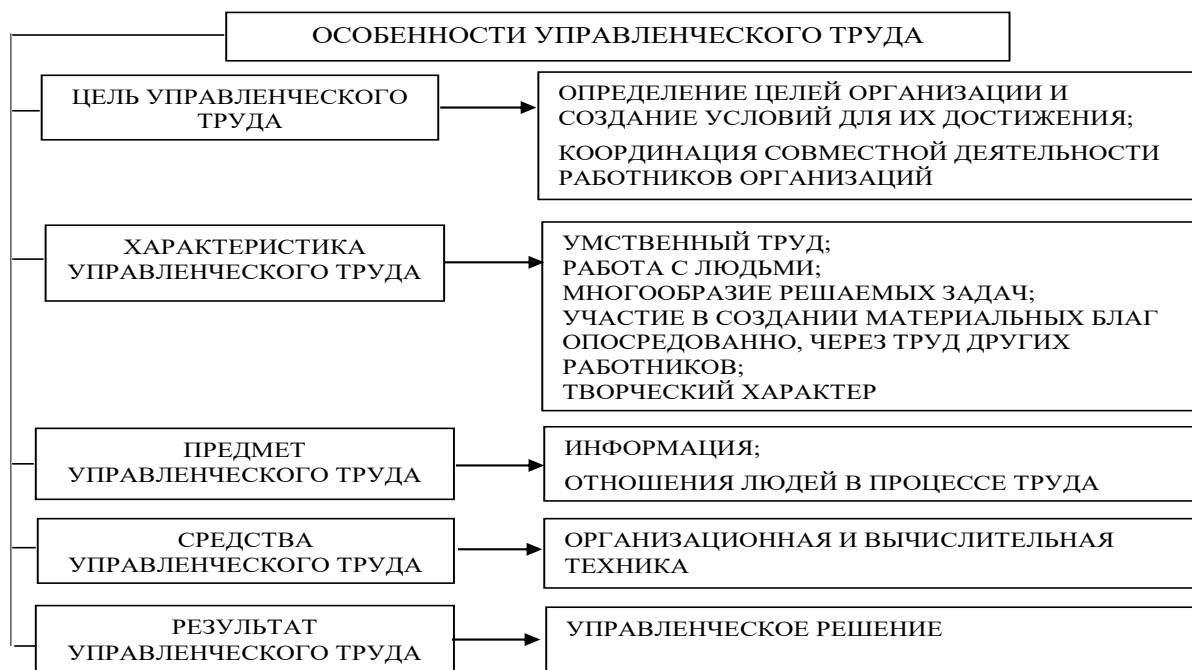 ОСОБЕННОСТИ УПРАВЛЕНЧЕСКОГО ТРУДА
ЦЕЛЬ УПРАВЛЕНЧЕСКОГО
ТРУДА
ОПРЕДЕЛЕНИЕ ЦЕЛЕЙ ОРГАНИЗАЦИИ И
СОЗДАНИЕ УСЛОВИЙ ДЛЯ ИХ ДОСТИЖЕНИЯ;
КООРДИНАЦИЯ СОВМЕСТНОЙ ДЕЯТЕЛЬНОСТИ
РАБОТНИКОВ ОРГАНИЗАЦИЙ
ХАРАКТЕРИСТИКА
УПРАВЛЕНЧЕСКОГО ТРУДА
УМСТВЕННЫЙ ТРУД;
РАБОТА С ЛЮДЬМИ;
МНОГООБРАЗИЕ РЕШАЕМЫХ ЗАДАЧ;
УЧАСТИЕ В СОЗДАНИИ МАТЕРИАЛЬНЫХ БЛАГ
ОПОСРЕДОВАННО, ЧЕРЕЗ ТРУД ДРУГИХ
РАБОТНИКОВ;
ТВОРЧЕСКИЙ ХАРАКТЕР
ПРЕДМЕТ
УПРАВЛЕНЧЕСКОГО ТРУДА
ИНФОРМАЦИЯ;
ОТНОШЕНИЯ ЛЮДЕЙ В ПРОЦЕССЕ ТРУДА
СРЕДСТВА
УПРАВЛЕНЧЕСКОГО ТРУДА
ОРГАНИЗАЦИОННАЯ И ВЫЧИСЛИТЕЛЬНАЯ
ТЕХНИКА
РЕЗУЛЬТАТ
УПРАВЛЕНЧЕСКОГО ТРУДА
УПРАВЛЕНЧЕСКОЕ РЕШЕНИЕ